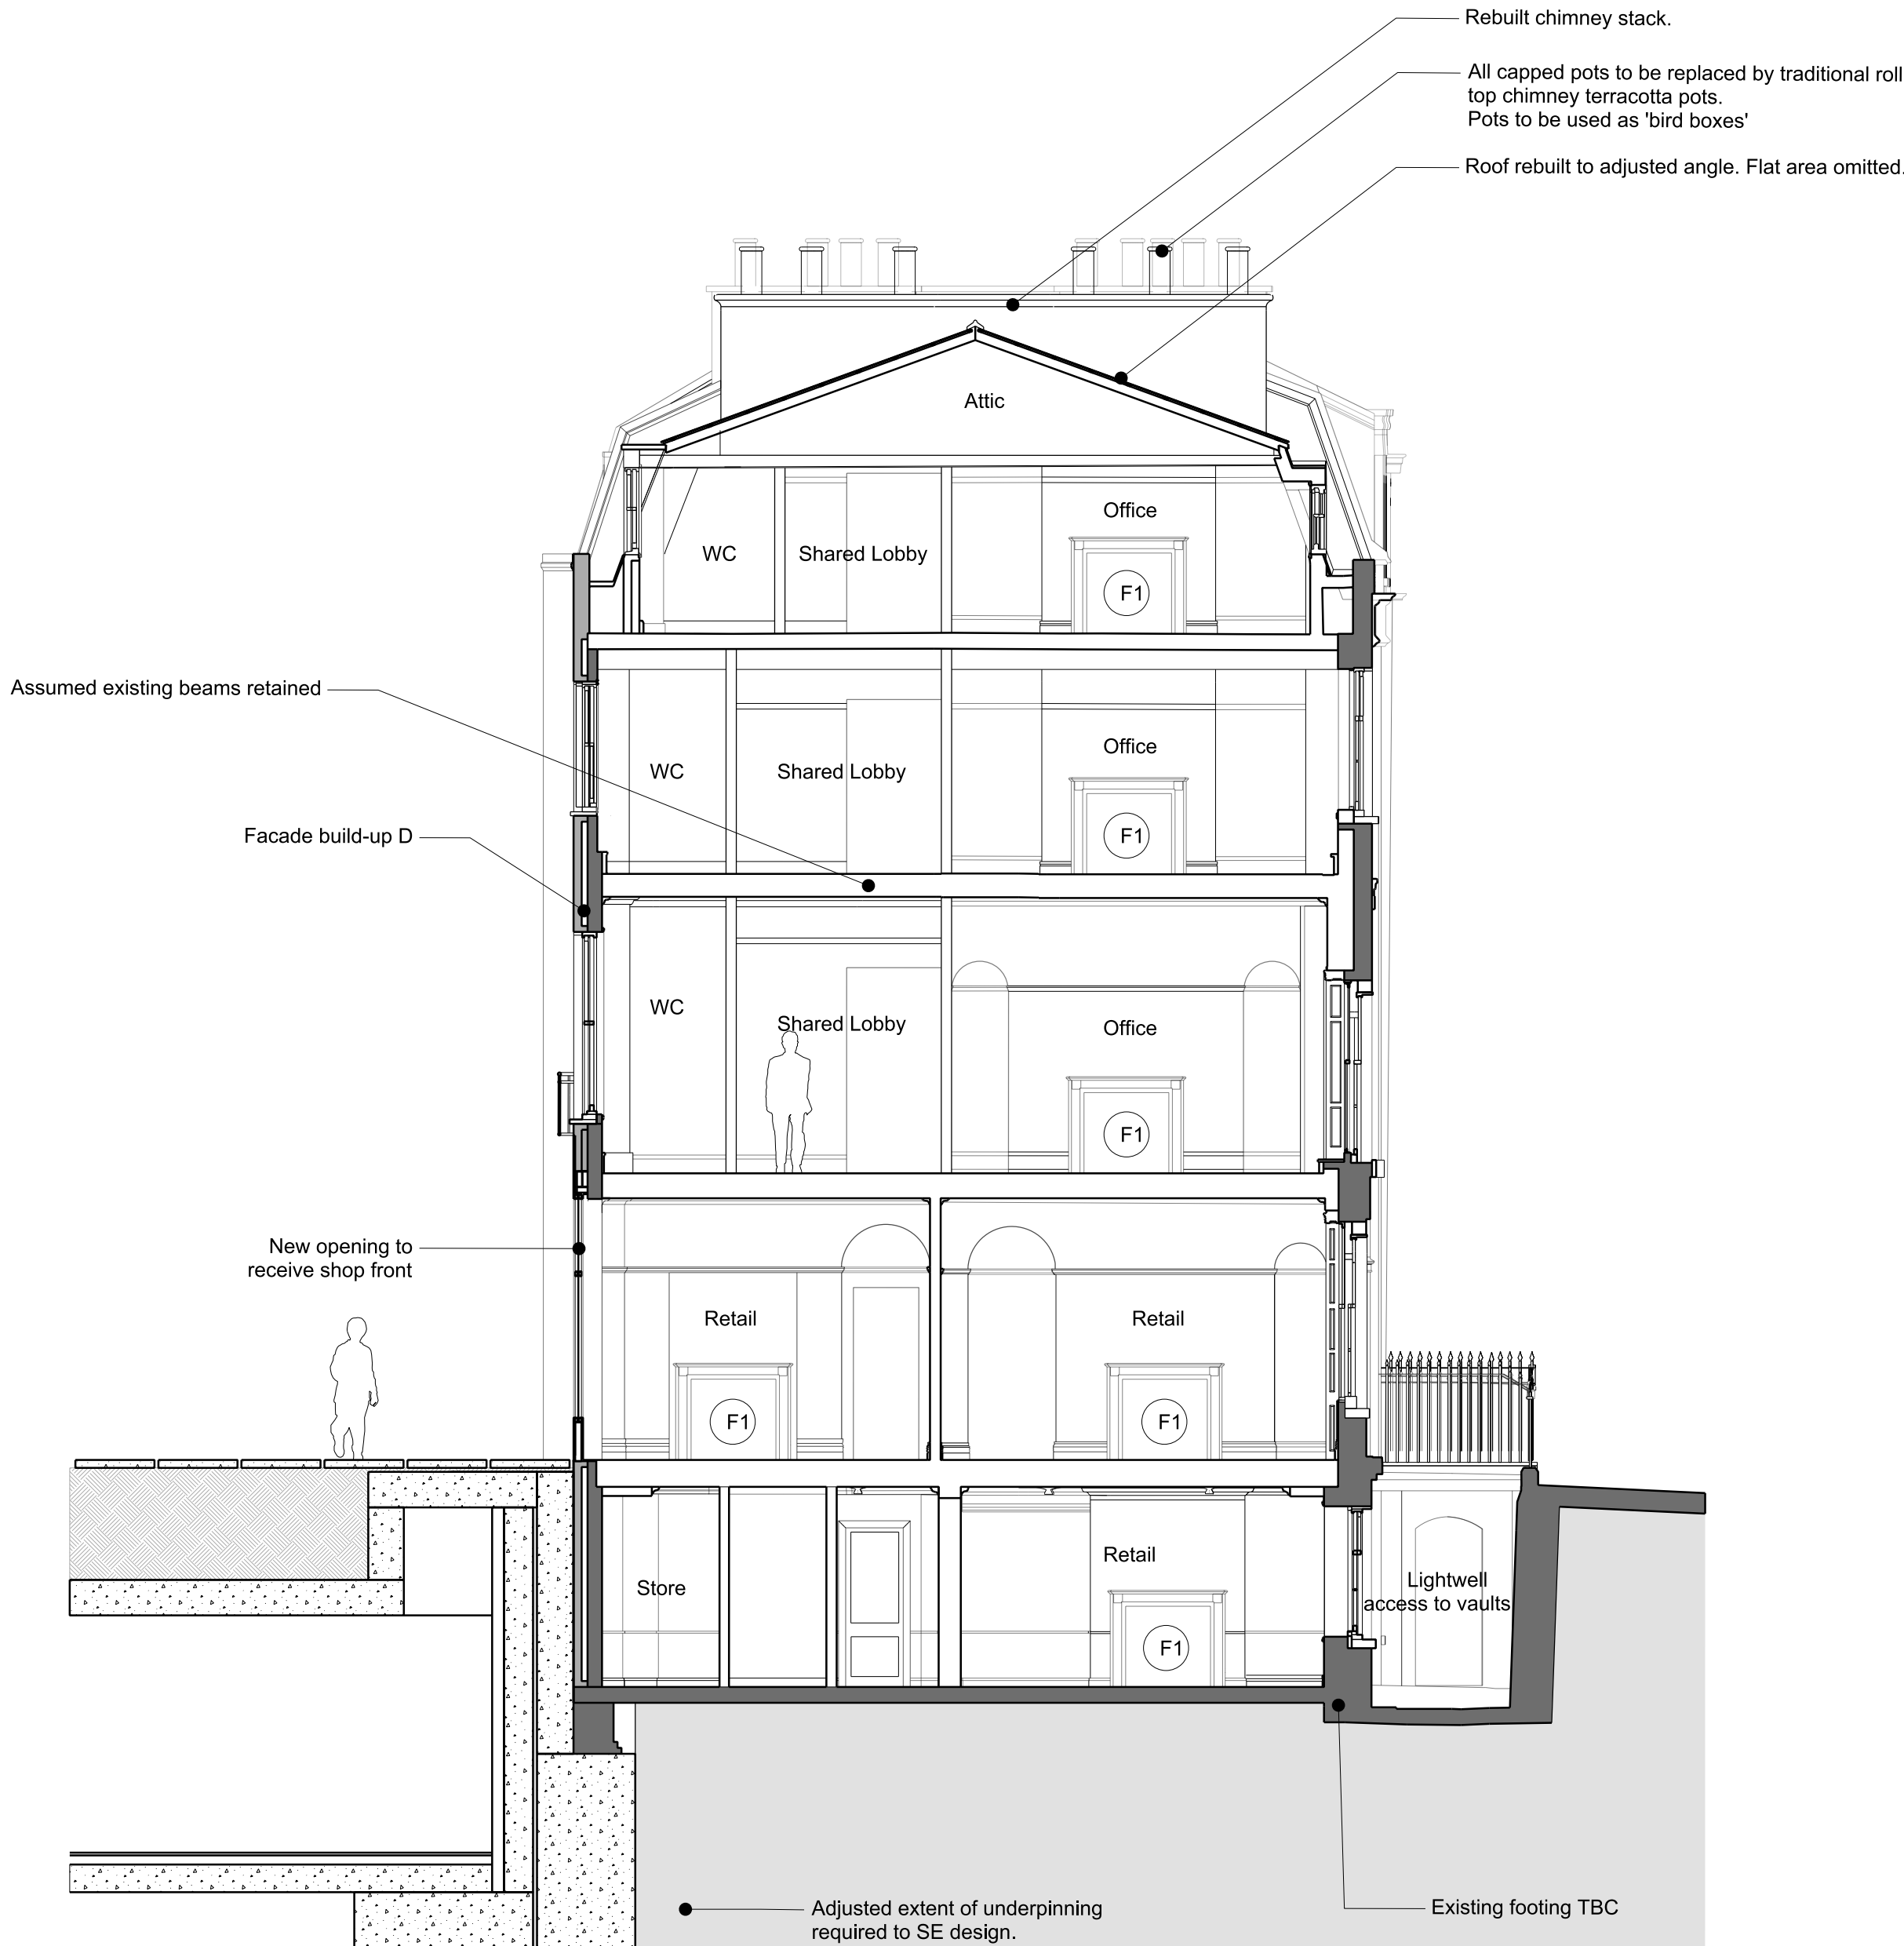 Rebuilt chimney stack.
All capped pots to be replaced by traditional roll
top chimney terracotta pots.
Pots to be used as 'bird boxes'
Roof rebuilt to adjusted angle. Flat area omitted.
Attic
Office
WC
Shared Lobby
F1
Assumed existing beams retained
Office
WC
Shared Lobby
F1
Facade build-up D
WC
Shared Lobby
Office
F1
New opening to
receive shop front
Retail
Retail
F1
F1
Retail
Store
Lightwell
access to vaults
F1
Adjusted extent of underpinning
required to SE design.
Existing footing TBC